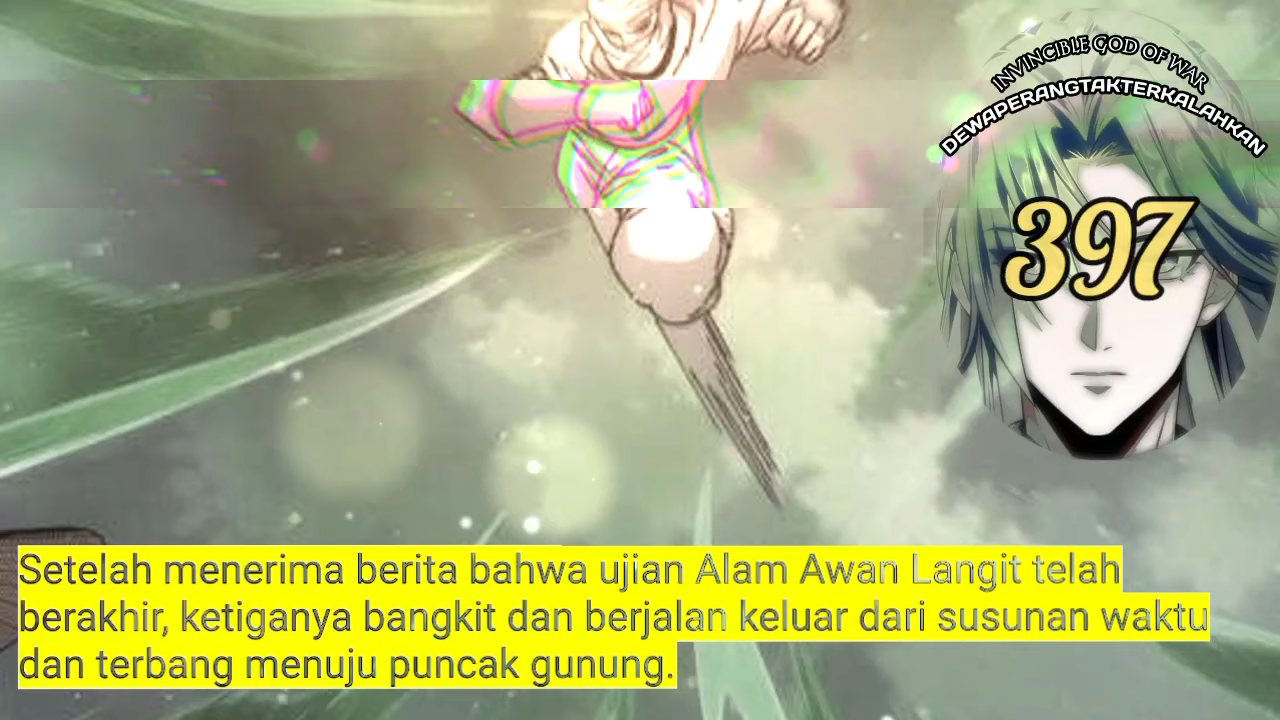 INVINCIBLE GOD OF WAR
DEWAPERANGTAKTERKALAHKAN
397
Setelah menerima berita bahwa ujian Alam Awan Langit telah
berakhir, ketiganya bangkit dan berjalan keluar dari susunan waktu
dan terbang menuju puncak gunung.